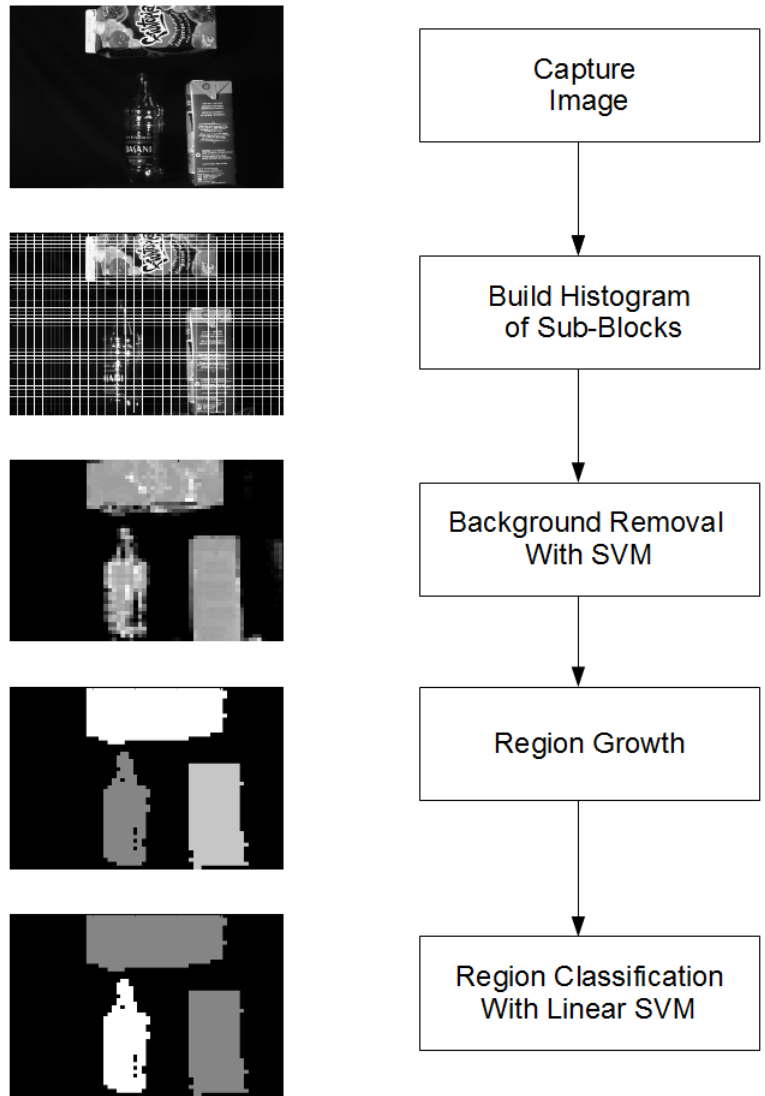 Capture
Image
Build Histogram
of Sub-Blocks
DASANI
Background Removal
With SVM
Region Growth
Region Classification
With Linear SVM